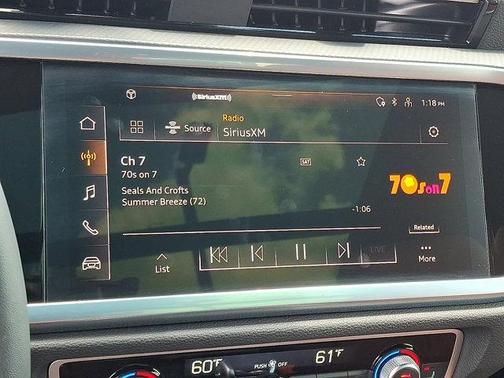 ((SiriusXM))
1:18 PM
Radio
Source
SiriusXM
Ch 7
SAT
70s on 7
Seals And Crofts
Summer Breeze (72)
70s on 7
-1:06
Related
LIVE
List
More
60°F
PUSH OFF
61°F